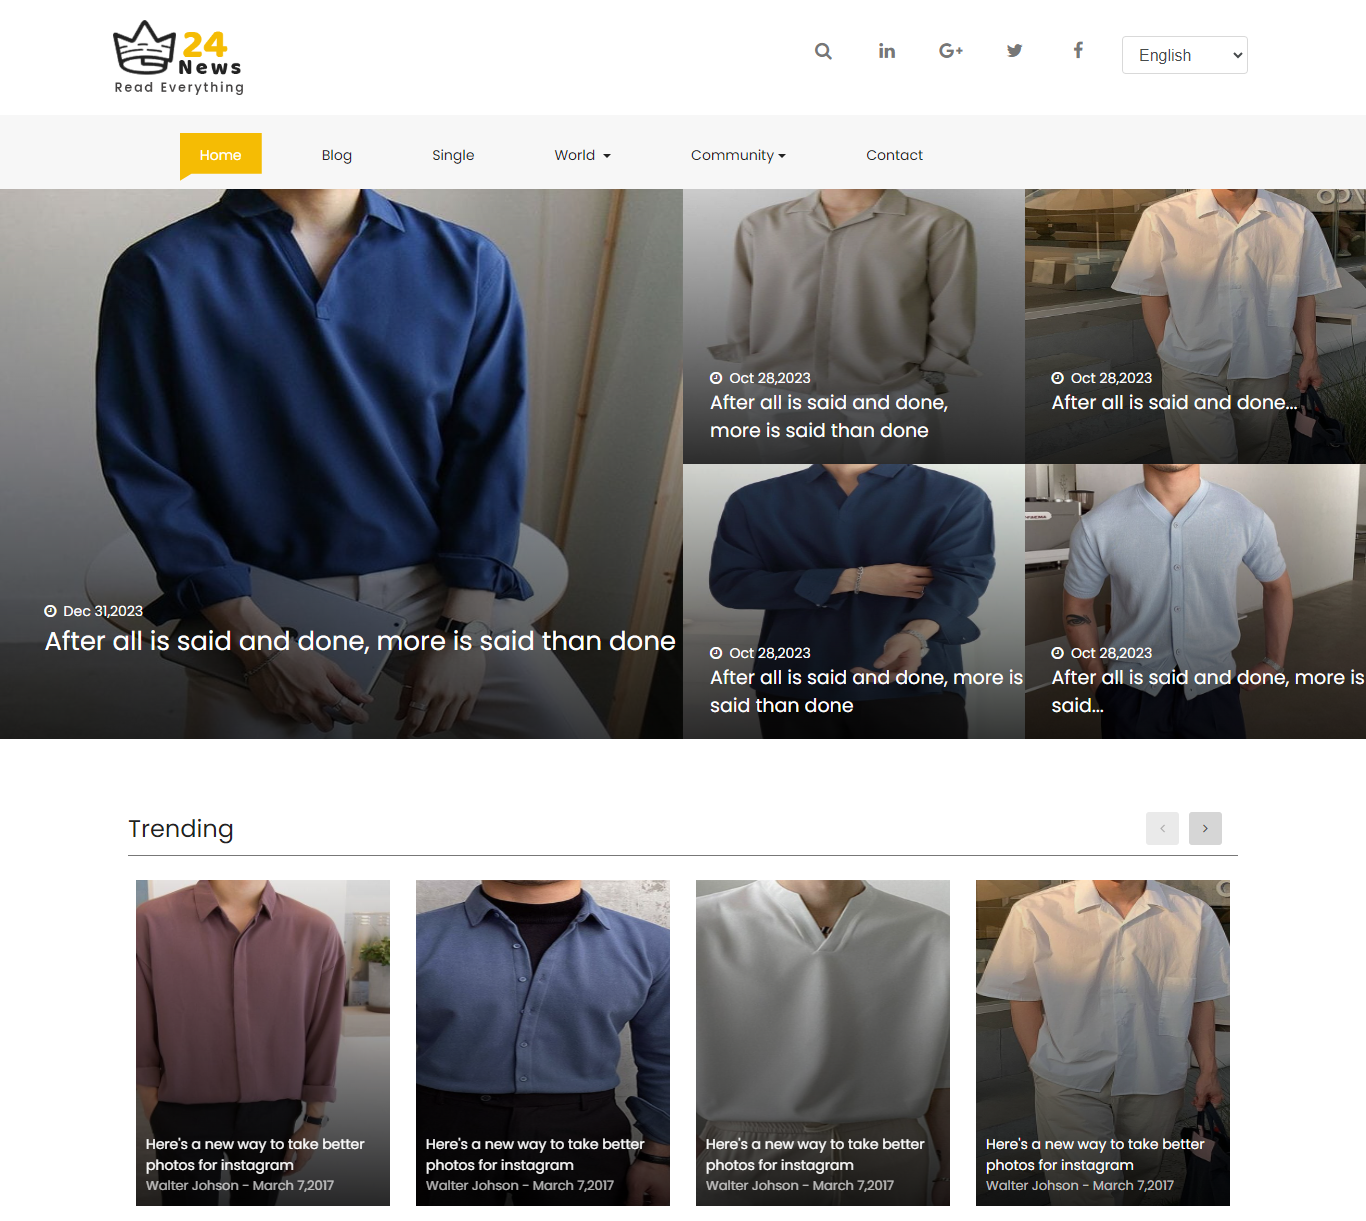 24
News
Read Everything
English
Home
Blog
Single
World
Community
Contact
Dec 31,2023
After all is said and done, more is said than done
Oct 28,2023
After all is said and done,
more is said than done
Oct 28,2023
After all is said and done...
Oct 28,2023
After all is said and done, more is
said than done
Oct 28,2023
After all is said and done, more is
said...
Trending
Here's a new way to take better
photos for instagram
Walter Johson - March 7,2017
Here's a new way to take better
photos for instagram
Walter Johson - March 7,2017
Here's a new way to take better
photos for instagram
Walter Johson - March 7,2017
Here's a new way to take better
photos for instagram
Walter Johson - March 7,2017